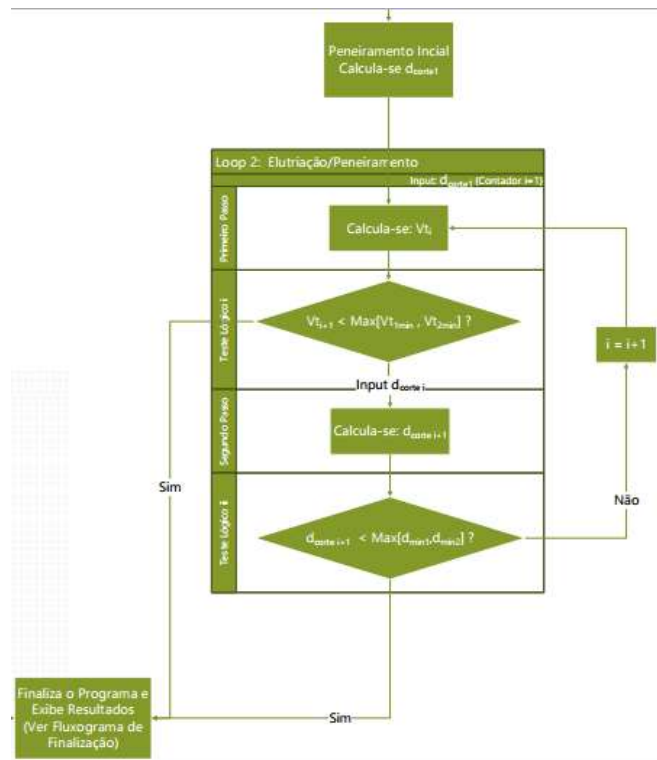 Peneiramento Incial
Calcula-se dcorte1
Loop 2: Elutriação/Peneiramento
Input: dcorte1 (Contador i=1)
Primeiro Passo
Calcula-se: Vti
Teste Lógico i
Vti+1 < Max[Vt1min , Vt2min] ?
i = i+1
Input dcorte i
Segundo Passo
Calcula-se: dcorte i+1
Sim
Não
Teste Lógico ii
dcorte i+1 < Max[dmin1,dmin2] ?
Finaliza o Programa e
Exibe Resultados
(Ver Fluxograma de
Finalização)
Sim